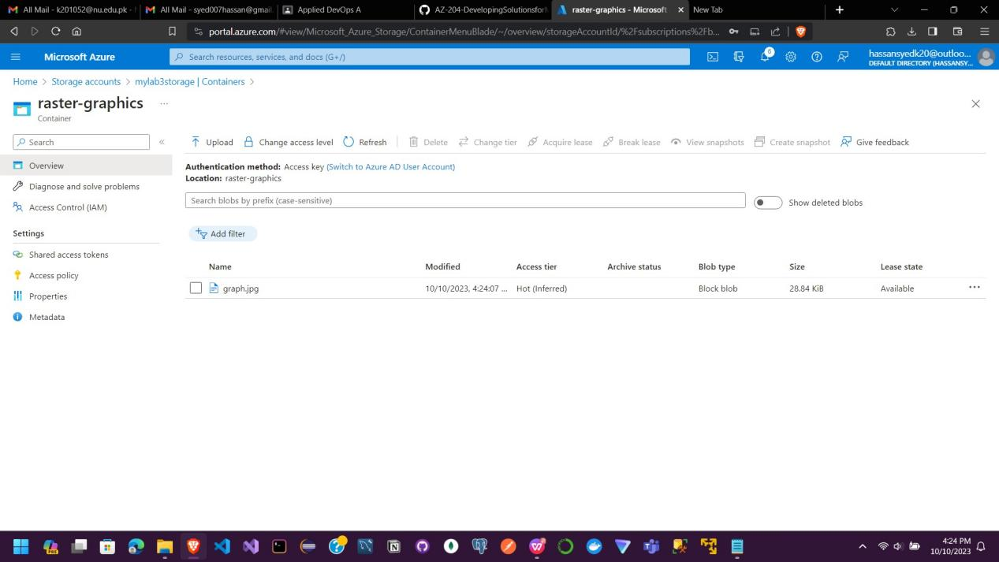 All Mail - k201052@nu.edu.pk - 
All Mail - syed007hassan@gmail.
Applied DevOps A
AZ-204-DevelopingSolutionsfor
raster-graphics - Microsoft
New Tab
portal.azure.com/#view/Microsoft_Azure_Storage/ContainerMenuBlade/~/overview/storageAccountId/%2Fsubscriptions%2Fb...
Microsoft Azure
Search resources, services, and docs (G+/)
6
hassansyedk20@outloo...
DEFAULT DIRECTORY (HASSANSY...
Home > Storage accounts > mylab3storage | Containers >
raster-graphics ...
Container
Search
«
Upload
Change access level
Refresh
Delete
Change tier
Acquire lease
Break lease
View snapshots
Create snapshot
Give feedback
Overview
Diagnose and solve problems
Access Control (IAM)
Settings
Shared access tokens
Access policy
Properties
Metadata
Authentication method: Access key (Switch to Azure AD User Account)
Location: raster-graphics
Search blobs by prefix (case-sensitive)
Show deleted blobs
Add filter
Name Modified Access tier Archive status Blob type Size Lease state
graph.jpg 10/10/2023, 4:24:07 ... Hot (Inferred) Block blob 28.84 KiB Available ...
PRE
4:24 PM
10/10/2023